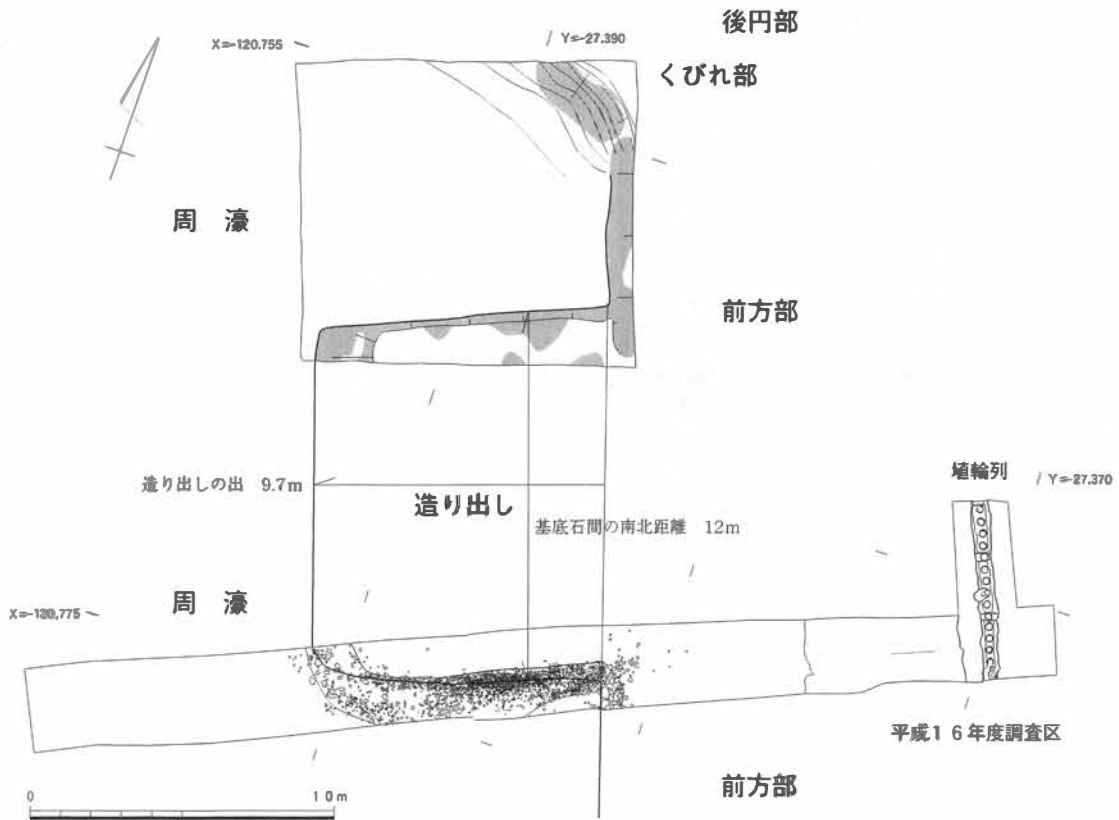 後円部
X=-120.755
Y=-27.390
くびれ部
周 濠
前方部
埴輪列
Y=-27.370
造り出しの出 9.7m
造り出し
基底石間の南北距離 12m
周 濠
X=-120.775
平成16年度調査区
前方部
0
10m